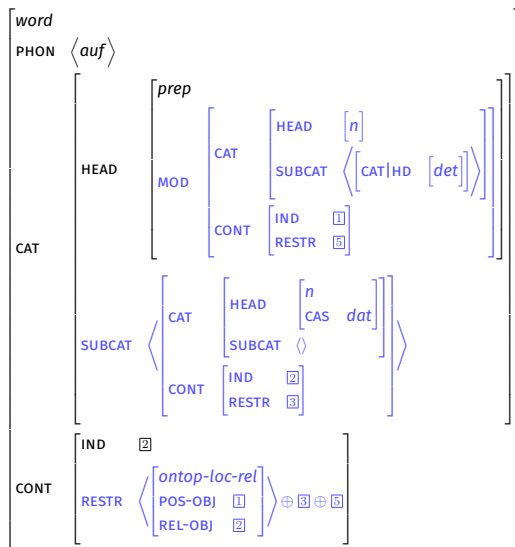 word
PHON ⟨auf⟩
prep
HEAD [n]
CAT
SUBCAT ⟨[CAT|HD [det]]⟩
HEAD
MOD
IND 1
CONT
RESTR 5
CAT
n
HEAD
CAS dat
CAT
SUBCAT ⟨⟩
SUBCAT
IND 2
CONT
RESTR 3
IND 2
ontop-loc-rel
CONT
RESTR ⟨POS-OBJ 1⟩ ⊕ 3 ⊕ 5
REL-OBJ 2